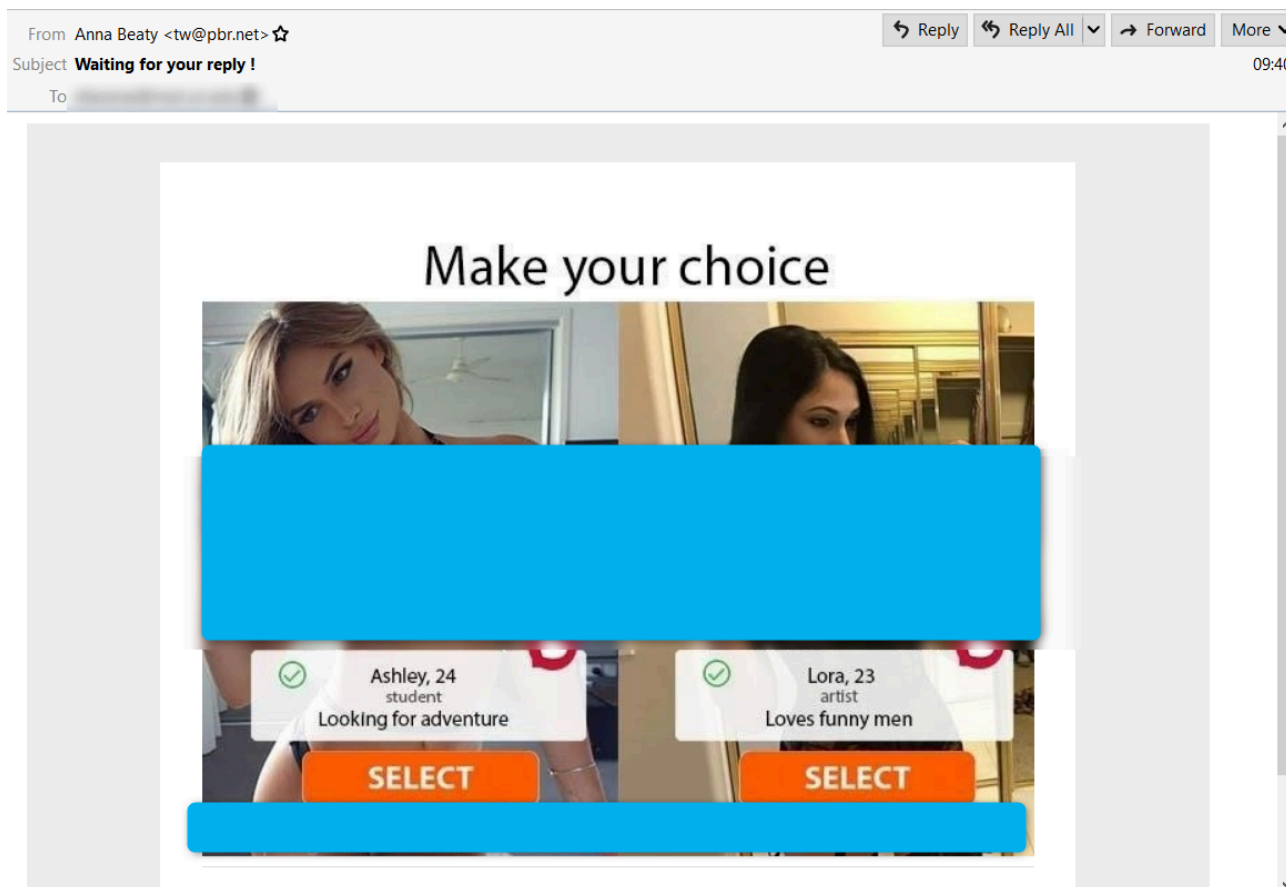 From Anna Beaty <tw@pbr.net>
Reply Reply All Forward More
Subject Waiting for your reply !
09:40
To
Make your choice
Ashley, 24
student
Looking for adventure
SELECT
Lora, 23
artist
Loves funny men
SELECT